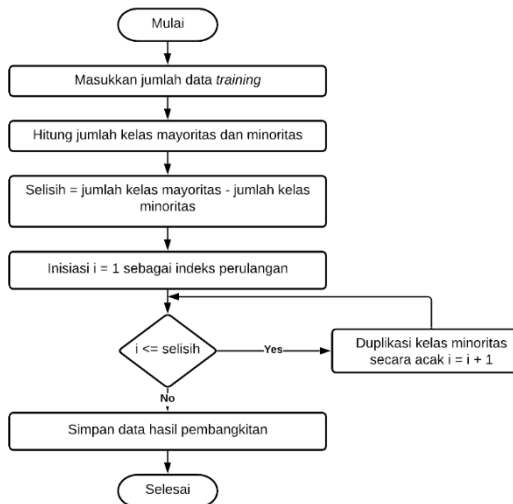 Mulai
Masukkan jumlah data training
Hitung jumlah kelas mayoritas dan minoritas
Selisih = jumlah kelas mayoritas - jumlah kelas
minoritas
Inisiasi i = 1 sebagai indeks perulangan
i <= selisih
Yes
Duplikasi kelas minoritas
secara acak i = i + 1
No
Simpan data hasil pembangkitan
Selesai